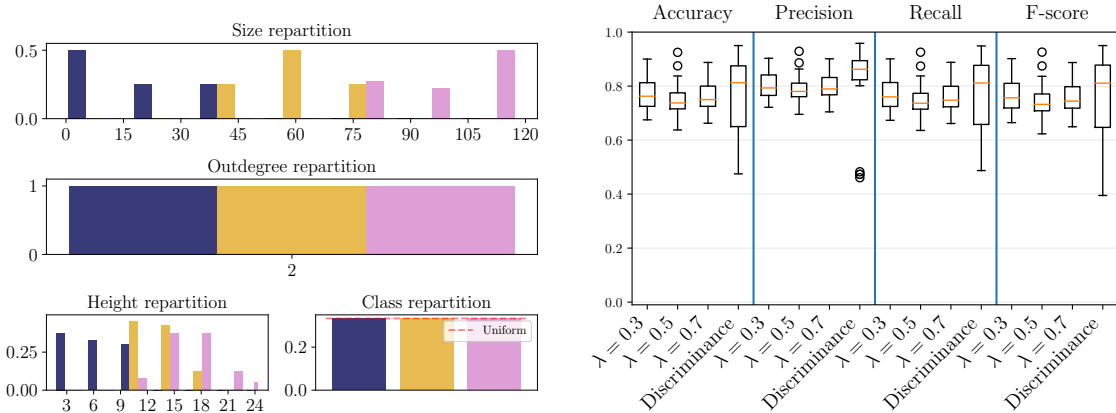 Size repartition
0.5
0.0
0 15 30 45 60 75 90 105 120
Outdegree repartition
1
0
2
Height repartition
0.25
0.00
3 6 9 12 15 18 21 24
Class repartition
Uniform
0.2
0.0
Accuracy Precision Recall F-score
1.0
0.8
0.6
0.4
0.2
0.0
λ = 0.3 λ = 0.5 λ = 0.7 Discriminance λ = 0.3 λ = 0.5 λ = 0.7 Discriminance λ = 0.3 λ = 0.5 λ = 0.7 Discriminance λ = 0.3 λ = 0.5 λ = 0.7 Discriminance